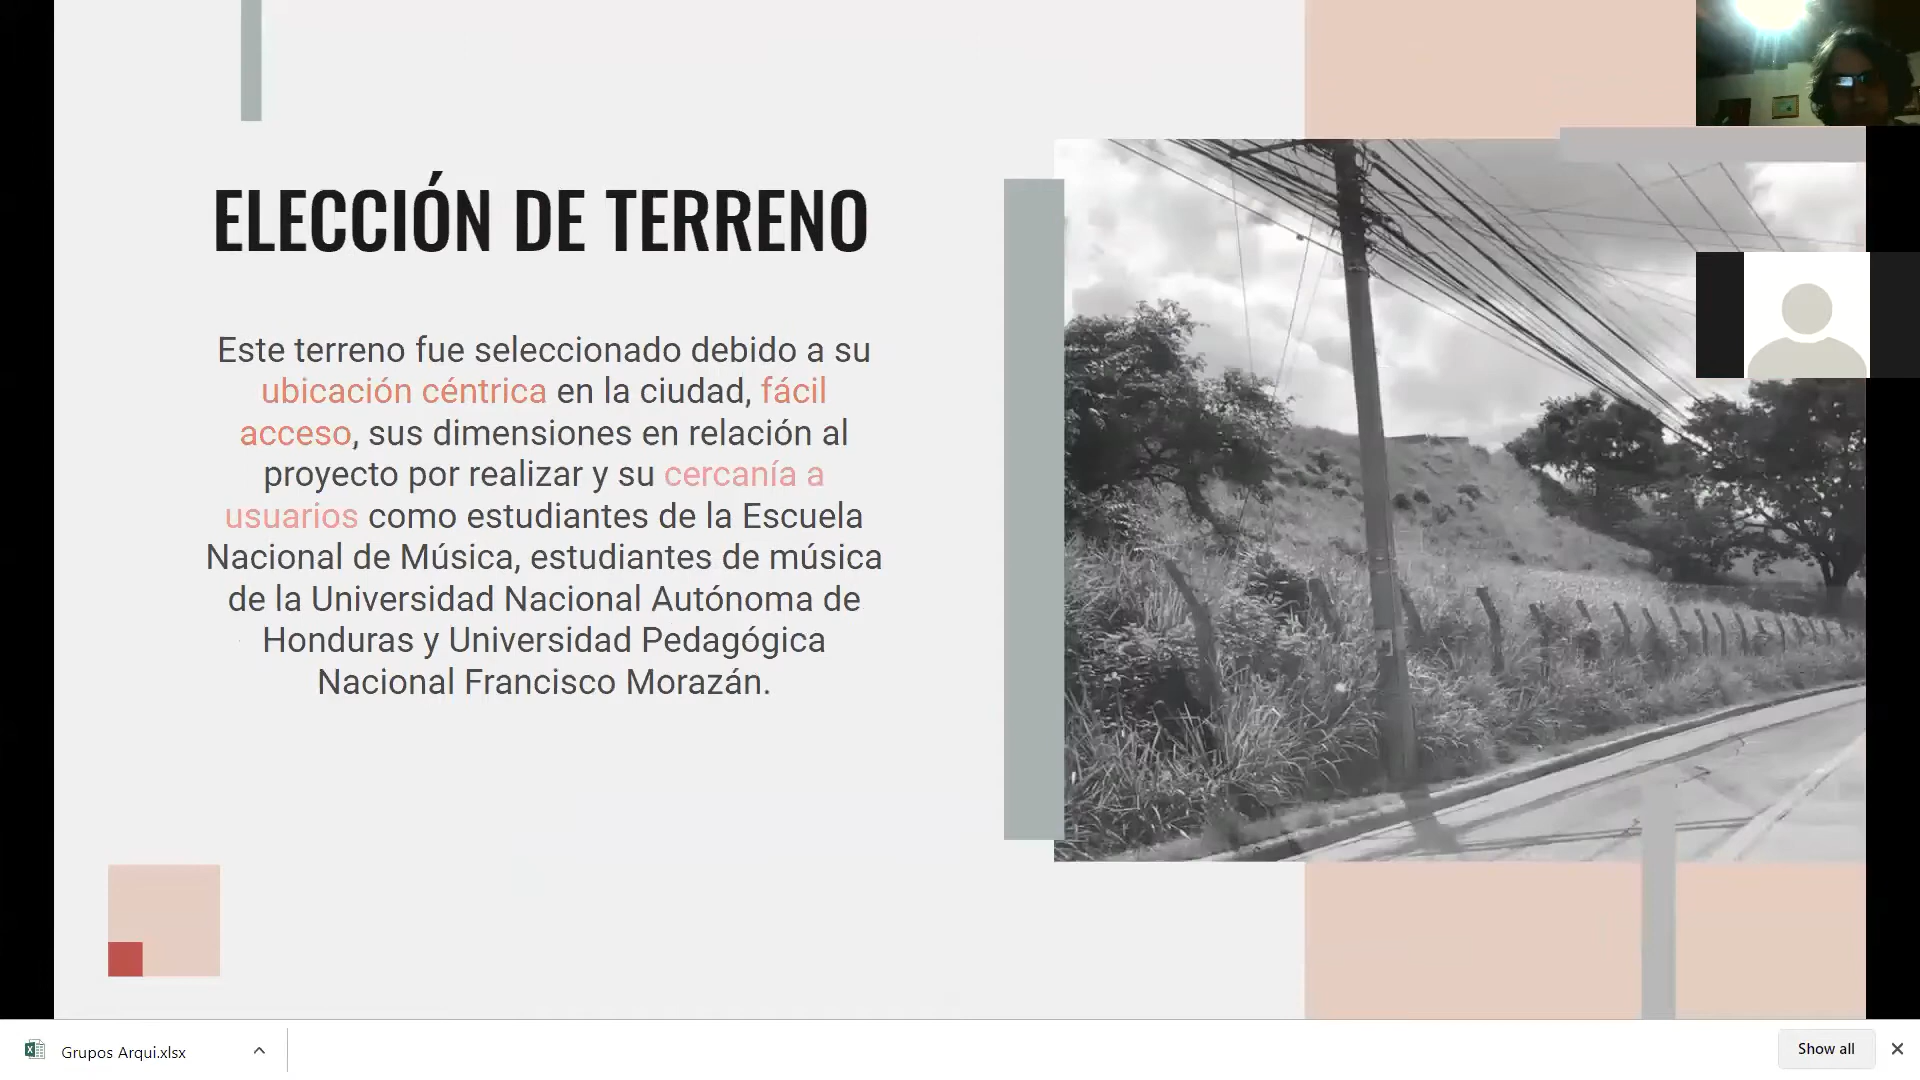 ELECCIÓN DE TERRENO
Este terreno fue seleccionado debido a su
ubicación céntrica en la ciudad, fácil
acceso, sus dimensiones en relación al
proyecto por realizar y su cercanía a
usuarios como estudiantes de la Escuela
Nacional de Música, estudiantes de música
de la Universidad Nacional Autónoma de
Honduras y Universidad Pedagógica
Nacional Francisco Morazán.
Grupos Arqui.xlsx
Show all